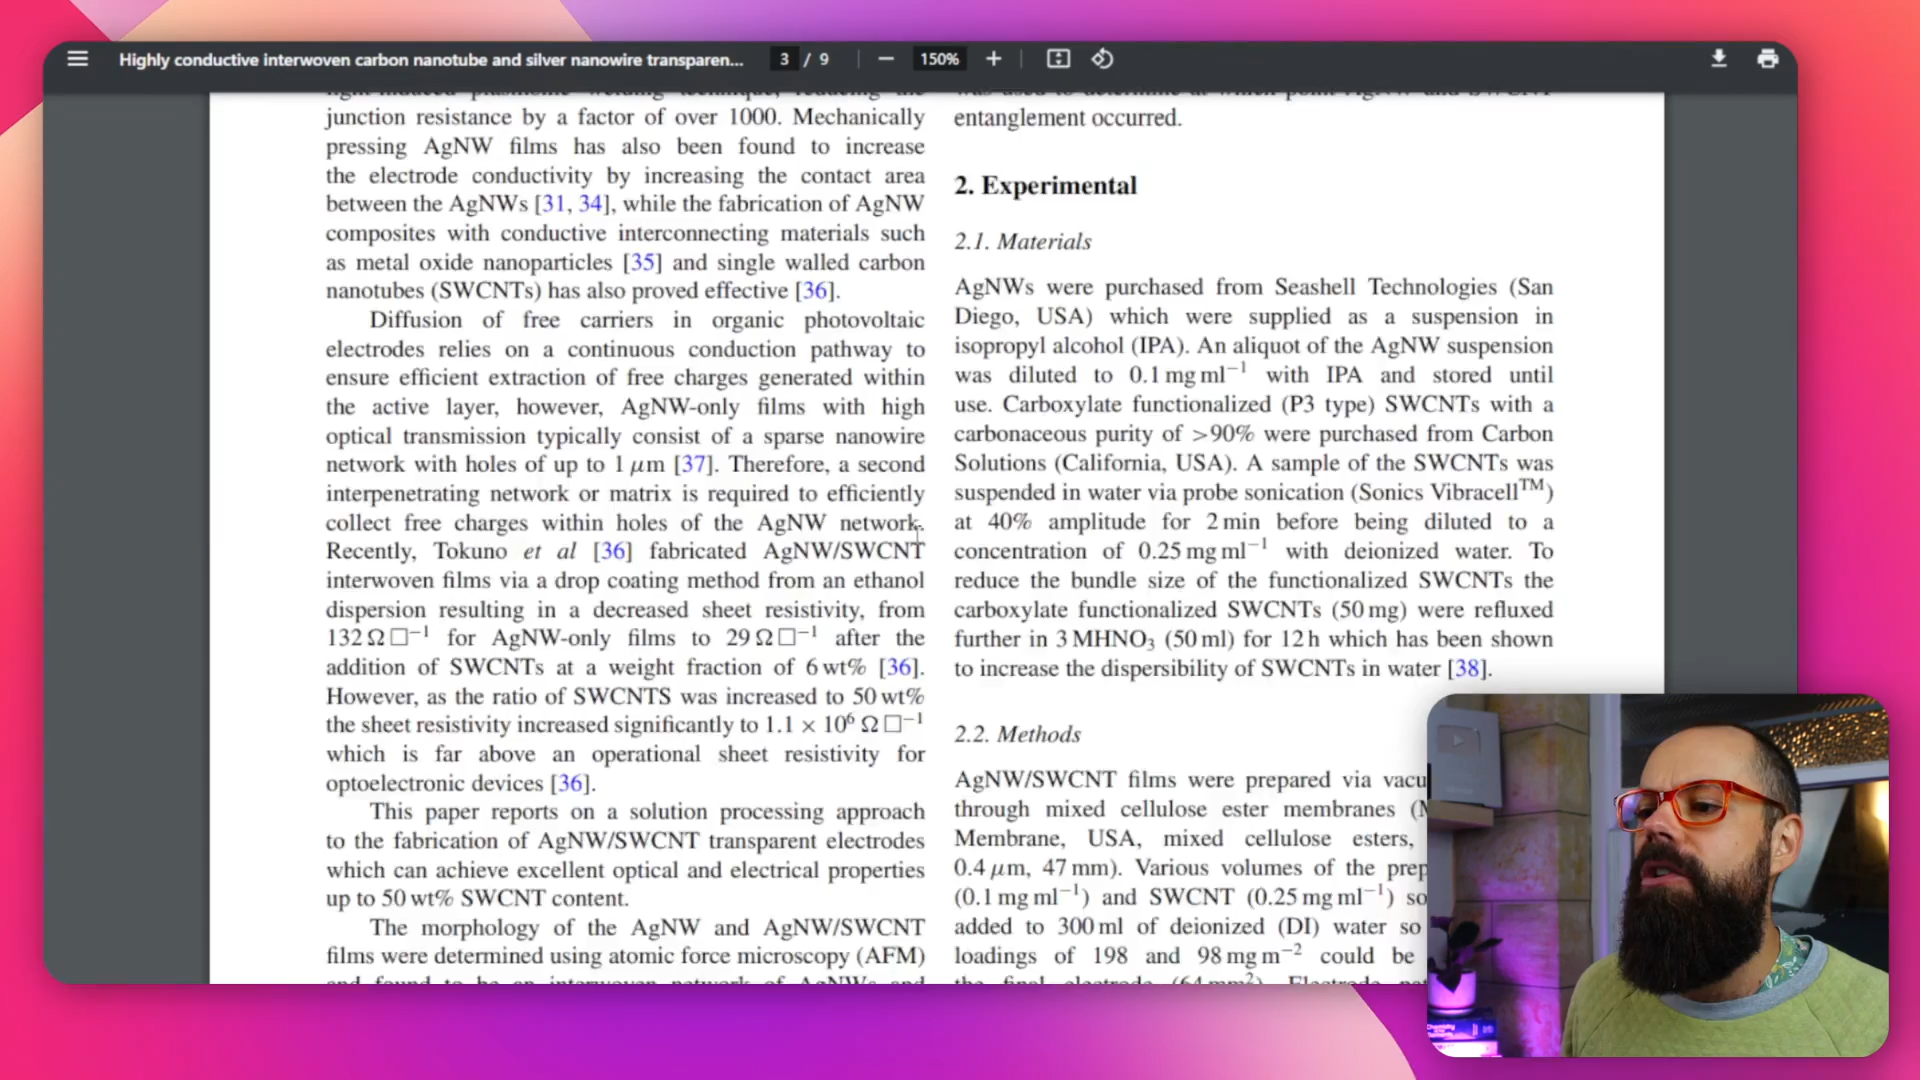 Highly conductive interwoven carbon nanotube and silver nanowire transparen...
3 / 9
150%
junction resistance by a factor of over 1000. Mechanically
pressing AgNW films has also been found to increase
the electrode conductivity by increasing the contact area
between the AgNWs [31, 34], while the fabrication of AgNW
composites with conductive interconnecting materials such
as metal oxide nanoparticles [35] and single walled carbon
nanotubes (SWCNTs) has also proved effective [36].
Diffusion of free carriers in organic photovoltaic
electrodes relies on a continuous conduction pathway to
ensure efficient extraction of free charges generated within
the active layer, however, AgNW-only films with high
optical transmission typically consist of a sparse nanowire
network with holes of up to 1 μm [37]. Therefore, a second
interpenetrating network or matrix is required to efficiently
collect free charges within holes of the AgNW network.
Recently, Tokuno et al [36] fabricated AgNW/SWCNT
interwoven films via a drop coating method from an ethanol
dispersion resulting in a decreased sheet resistivity, from
132 Ω □⁻¹ for AgNW-only films to 29 Ω □⁻¹ after the
addition of SWCNTs at a weight fraction of 6 wt% [36].
However, as the ratio of SWCNTS was increased to 50 wt%
the sheet resistivity increased significantly to 1.1 × 10⁶ Ω □⁻¹
which is far above an operational sheet resistivity for
optoelectronic devices [36].
This paper reports on a solution processing approach
to the fabrication of AgNW/SWCNT transparent electrodes
which can achieve excellent optical and electrical properties
up to 50 wt% SWCNT content.
The morphology of the AgNW and AgNW/SWCNT
films were determined using atomic force microscopy (AFM)
and found to be an interwoven network of AgNWs and
entanglement occurred.
2. Experimental
2.1. Materials
AgNWs were purchased from Seashell Technologies (San
Diego, USA) which were supplied as a suspension in
isopropyl alcohol (IPA). An aliquot of the AgNW suspension
was diluted to 0.1 mg ml⁻¹ with IPA and stored until
use. Carboxylate functionalized (P3 type) SWCNTs with a
carbonaceous purity of >90% were purchased from Carbon
Solutions (California, USA). A sample of the SWCNTs was
suspended in water via probe sonication (Sonics Vibracell™)
at 40% amplitude for 2 min before being diluted to a
concentration of 0.25 mg ml⁻¹ with deionized water. To
reduce the bundle size of the functionalized SWCNTs the
carboxylate functionalized SWCNTs (50 mg) were refluxed
further in 3 MHNO₃ (50 ml) for 12 h which has been shown
to increase the dispersibility of SWCNTs in water [38].
2.2. Methods
AgNW/SWCNT films were prepared via vacu
through mixed cellulose ester membranes (M
Membrane, USA, mixed cellulose esters,
0.4 μm, 47 mm). Various volumes of the prep
(0.1 mg ml⁻¹) and SWCNT (0.25 mg ml⁻¹) so
added to 300 ml of deionized (DI) water so
loadings of 198 and 98 mg m⁻² could be